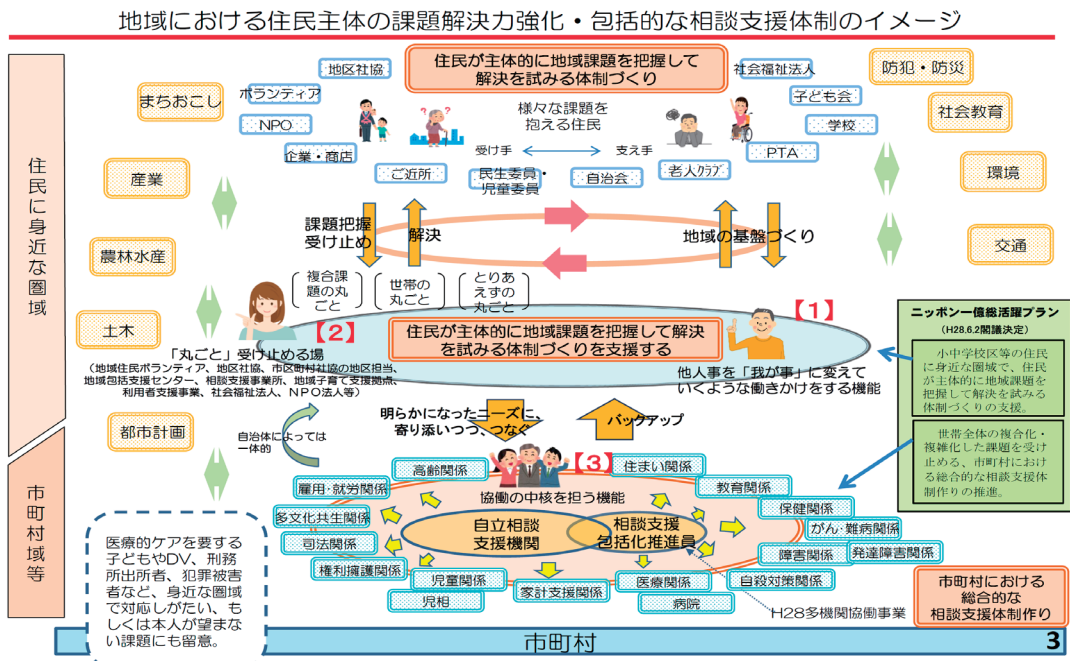 地域における住民主体の課題解決力強化・包括的な相談支援体制のイメージ
住民に身近な圏域
市町村域等
住民が主体的に地域課題を把握して
解決を試みる体制づくり
地区社協
ボランティア
NPO
企業・商店
ご近所
民生委員・
児童委員
自治会
老人クラブ
PTA
学校
子ども会
社会福祉法人
様々な課題を
抱える住民
受け手
支え手
まちおこし
産業
農林水産
土木
都市計画
防犯・防災
社会教育
環境
交通
課題把握
受け止め
解決
地域の基盤づくり
複合課
題の丸
ごと
世帯の
丸ごと
とりあ
えずの
丸ごと
【2】
【1】
住民が主体的に地域課題を把握して解決
を試みる体制づくりを支援する
「丸ごと」受け止める場
（地域住民ボランティア、地区社協、市区町村社協の地区担当、
地域包括支援センター、相談支援事業所、地域子育て支援拠点、
利用者支援事業、社会福祉法人、NPO法人等）
他人事を「我が事」に変えて
いくような働きかけをする機能
ニッポン一億総活躍プラン
（H28.6.2閣議決定）
小中学校区等の住民
に身近な圏域で、住民
が主体的に地域課題を
把握して解決を試みる
体制づくりの支援。
世帯全体の複合化・
複雑化した課題を受け
止める、市町村におけ
る総合的な相談支援体
制作りの推進。
自治体によっては
一体的
明らかになったニーズに、
寄り添いつつ、つなぐ
バックアップ
【3】
協働の中核を担う機能
自立相談
支援機関
相談支援
包括化推進員
高齢関係
雇用・就労関係
多文化共生関係
司法関係
権利擁護関係
児童関係
児相
家計支援関係
医療関係
病院
自殺対策関係
障害関係
発達障害関係
がん・難病関係
保健関係
教育関係
住まい関係
H28多機関協働事業
医療的ケアを要する
子どもやDV、刑務
所出所者、犯罪被害
者など、身近な圏域
で対応しがたい、も
しくは本人が望まな
い課題にも留意。
市町村における
総合的な
相談支援体制作り
市町村
3